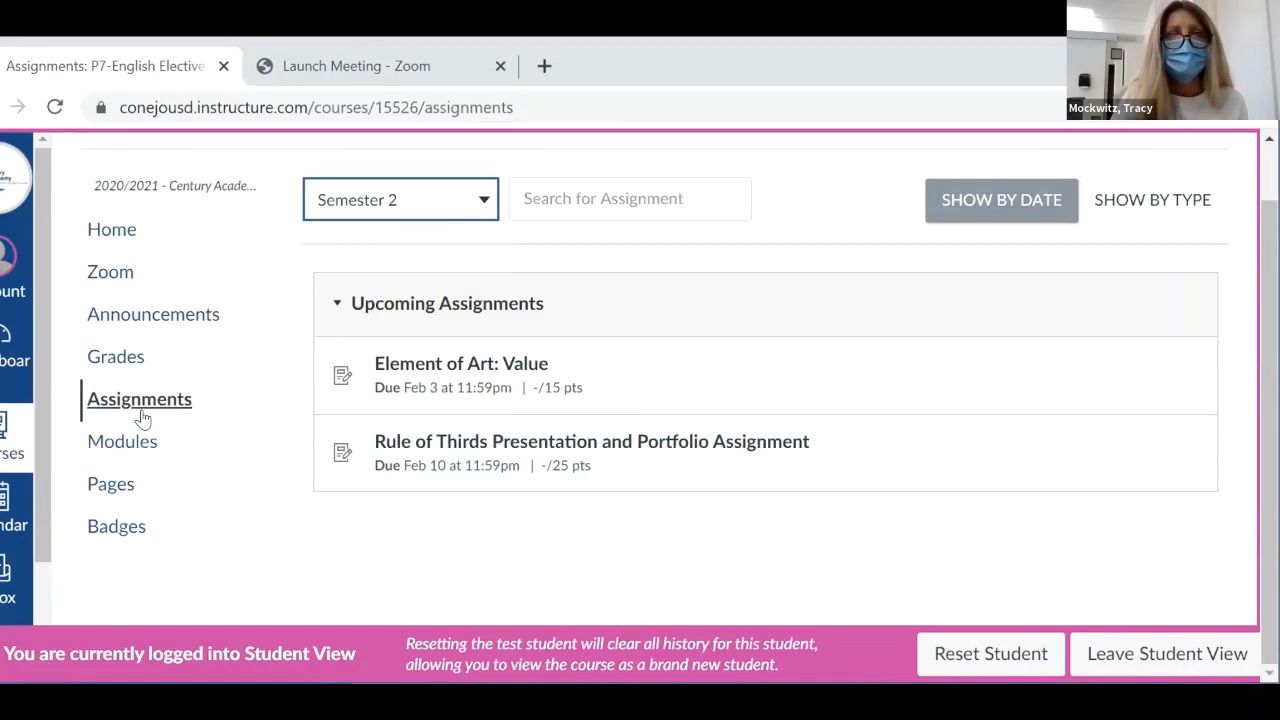 Assignments: P7-English Elective
Launch Meeting - Zoom
conejousd.instructure.com/courses/15526/assignments
Mockwitz, Tracy
2020/2021 - Century Acade...
Semester 2
Search for Assignment
SHOW BY DATE
SHOW BY TYPE
Home
Zoom
Announcements
Grades
Assignments
Modules
Pages
Badges
ount
boar
rses
ndar
ox
Upcoming Assignments
Element of Art: Value
Due Feb 3 at 11:59pm | -/15 pts
Rule of Thirds Presentation and Portfolio Assignment
Due Feb 10 at 11:59pm | -/25 pts
You are currently logged into Student View
Resetting the test student will clear all history for this student,
allowing you to view the course as a brand new student.
Reset Student
Leave Student View